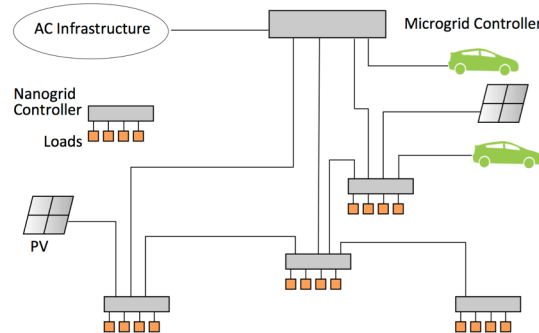 AC Infrastructure
Microgrid Controller
Nanogrid
Controller
Loads
PV